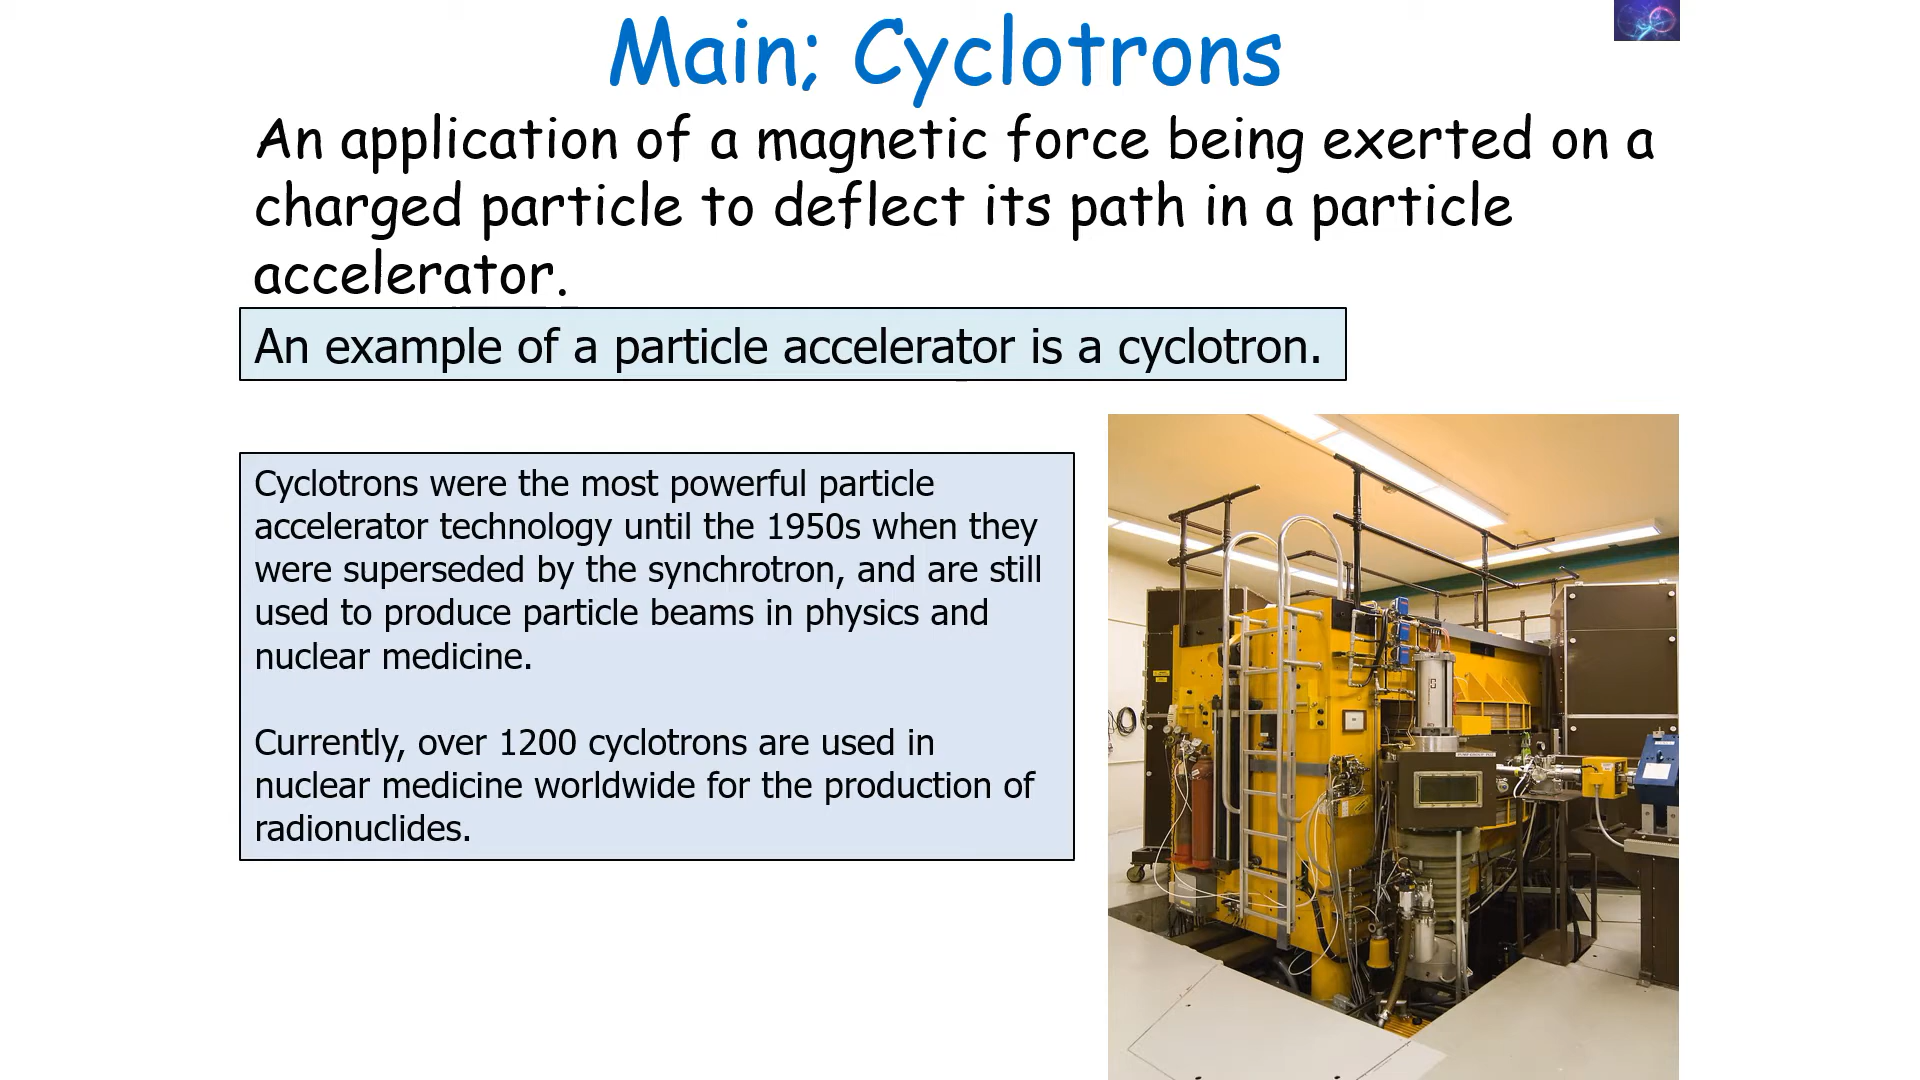 Main; Cyclotrons
An application of a magnetic force being exerted on a
charged particle to deflect its path in a particle
accelerator.
An example of a particle accelerator is a cyclotron.
Cyclotrons were the most powerful particle
accelerator technology until the 1950s when they
were superseded by the synchrotron, and are still
used to produce particle beams in physics and
nuclear medicine.
Currently, over 1200 cyclotrons are used in
nuclear medicine worldwide for the production of
radionuclides.